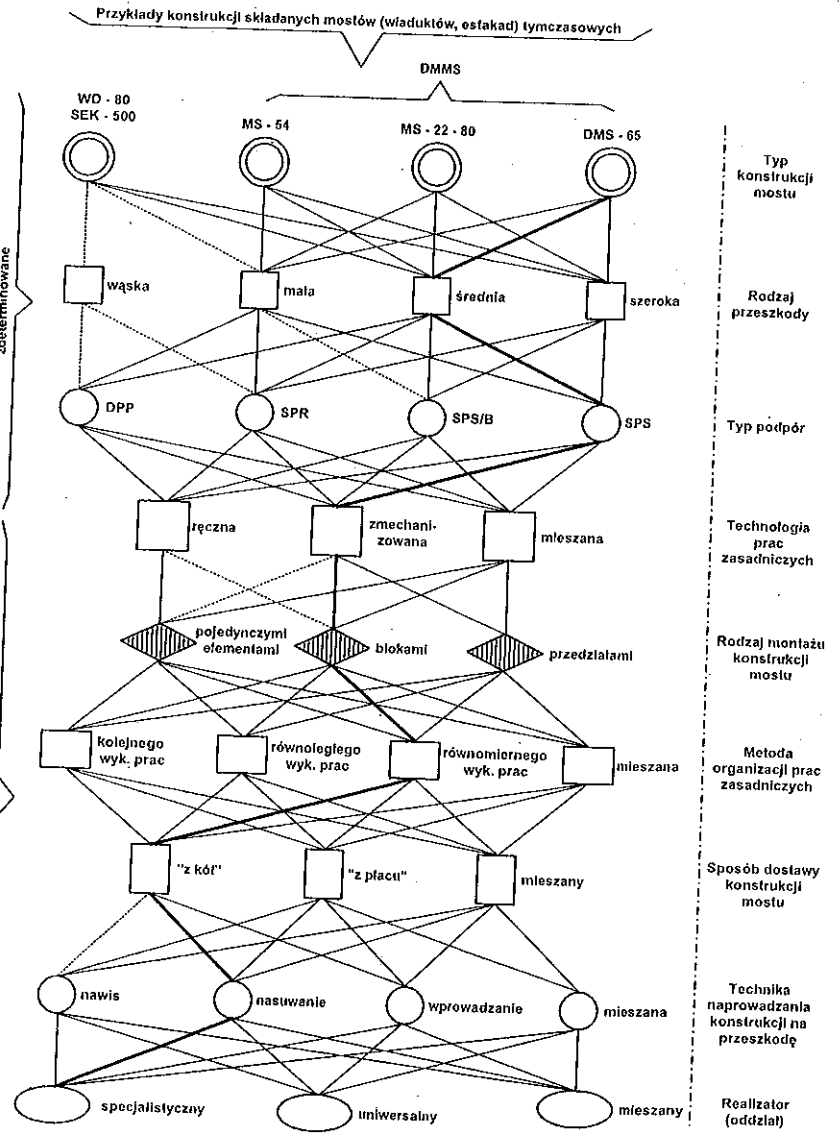 Przykłady konstrukcji składanych mostów (wiaduktów, estakad) tymczasowych
DMMS
WD - 80
SEK - 500
MS - 54
MS - 22 - 80
DMS - 65
Typ
konstrukcji
mostu
zdeterminowane
wąska
mała
średnia
szeroka
Rodzaj
przeszkody
DPP
SPR
SPS/B
SPS
Typ podpór
ręczna
zmechani-
zowana
mieszana
Technologia
prac
zasadniczych
pojedynczymi
elementami
blokami
przedziałami
Rodzaj montażu
konstrukcji
mostu
kolejnego
wyk. prac
równoległego
wyk. prac
równomiernego
wyk. prac
mieszana
Metoda
organizacji prac
zasadniczych
"z kół"
"z placu"
mieszany
Sposób dostawy
konstrukcji
mostu
nawis
nasuwanie
wprowadzanie
mieszana
Technika
naprowadzania
konstrukcji na
przeszkodę
specjalistyczny
uniwersalny
mieszany
Realizator
(oddział)